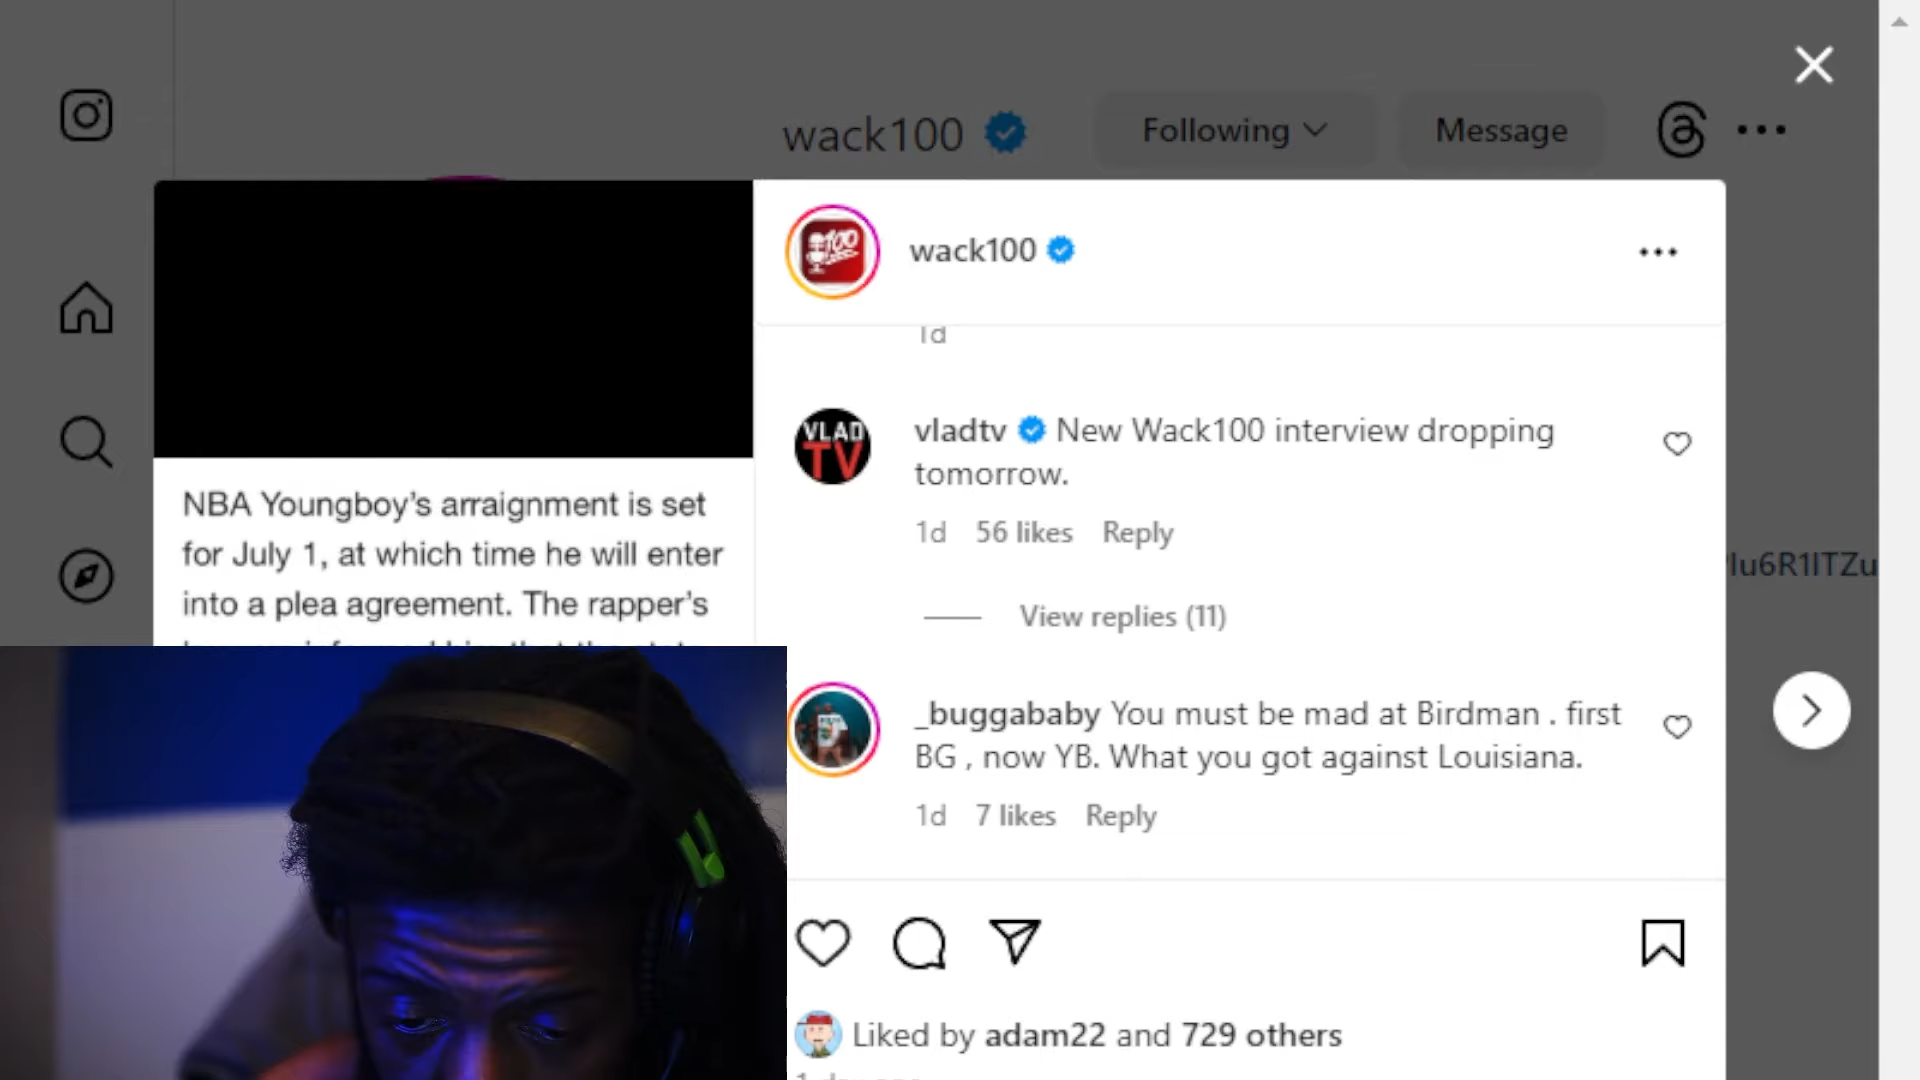 wack100
Following
Message
wack100
1d
vladtv New Wack100 interview dropping
tomorrow.
1d 56 likes Reply
View replies (11)
_buggababy You must be mad at Birdman . first
BG , now YB. What you got against Louisiana.
1d 7 likes Reply
Liked by adam22 and 729 others
NBA Youngboy's arraignment is set
for July 1, at which time he will enter
into a plea agreement. The rapper's
VLAD
TV
100